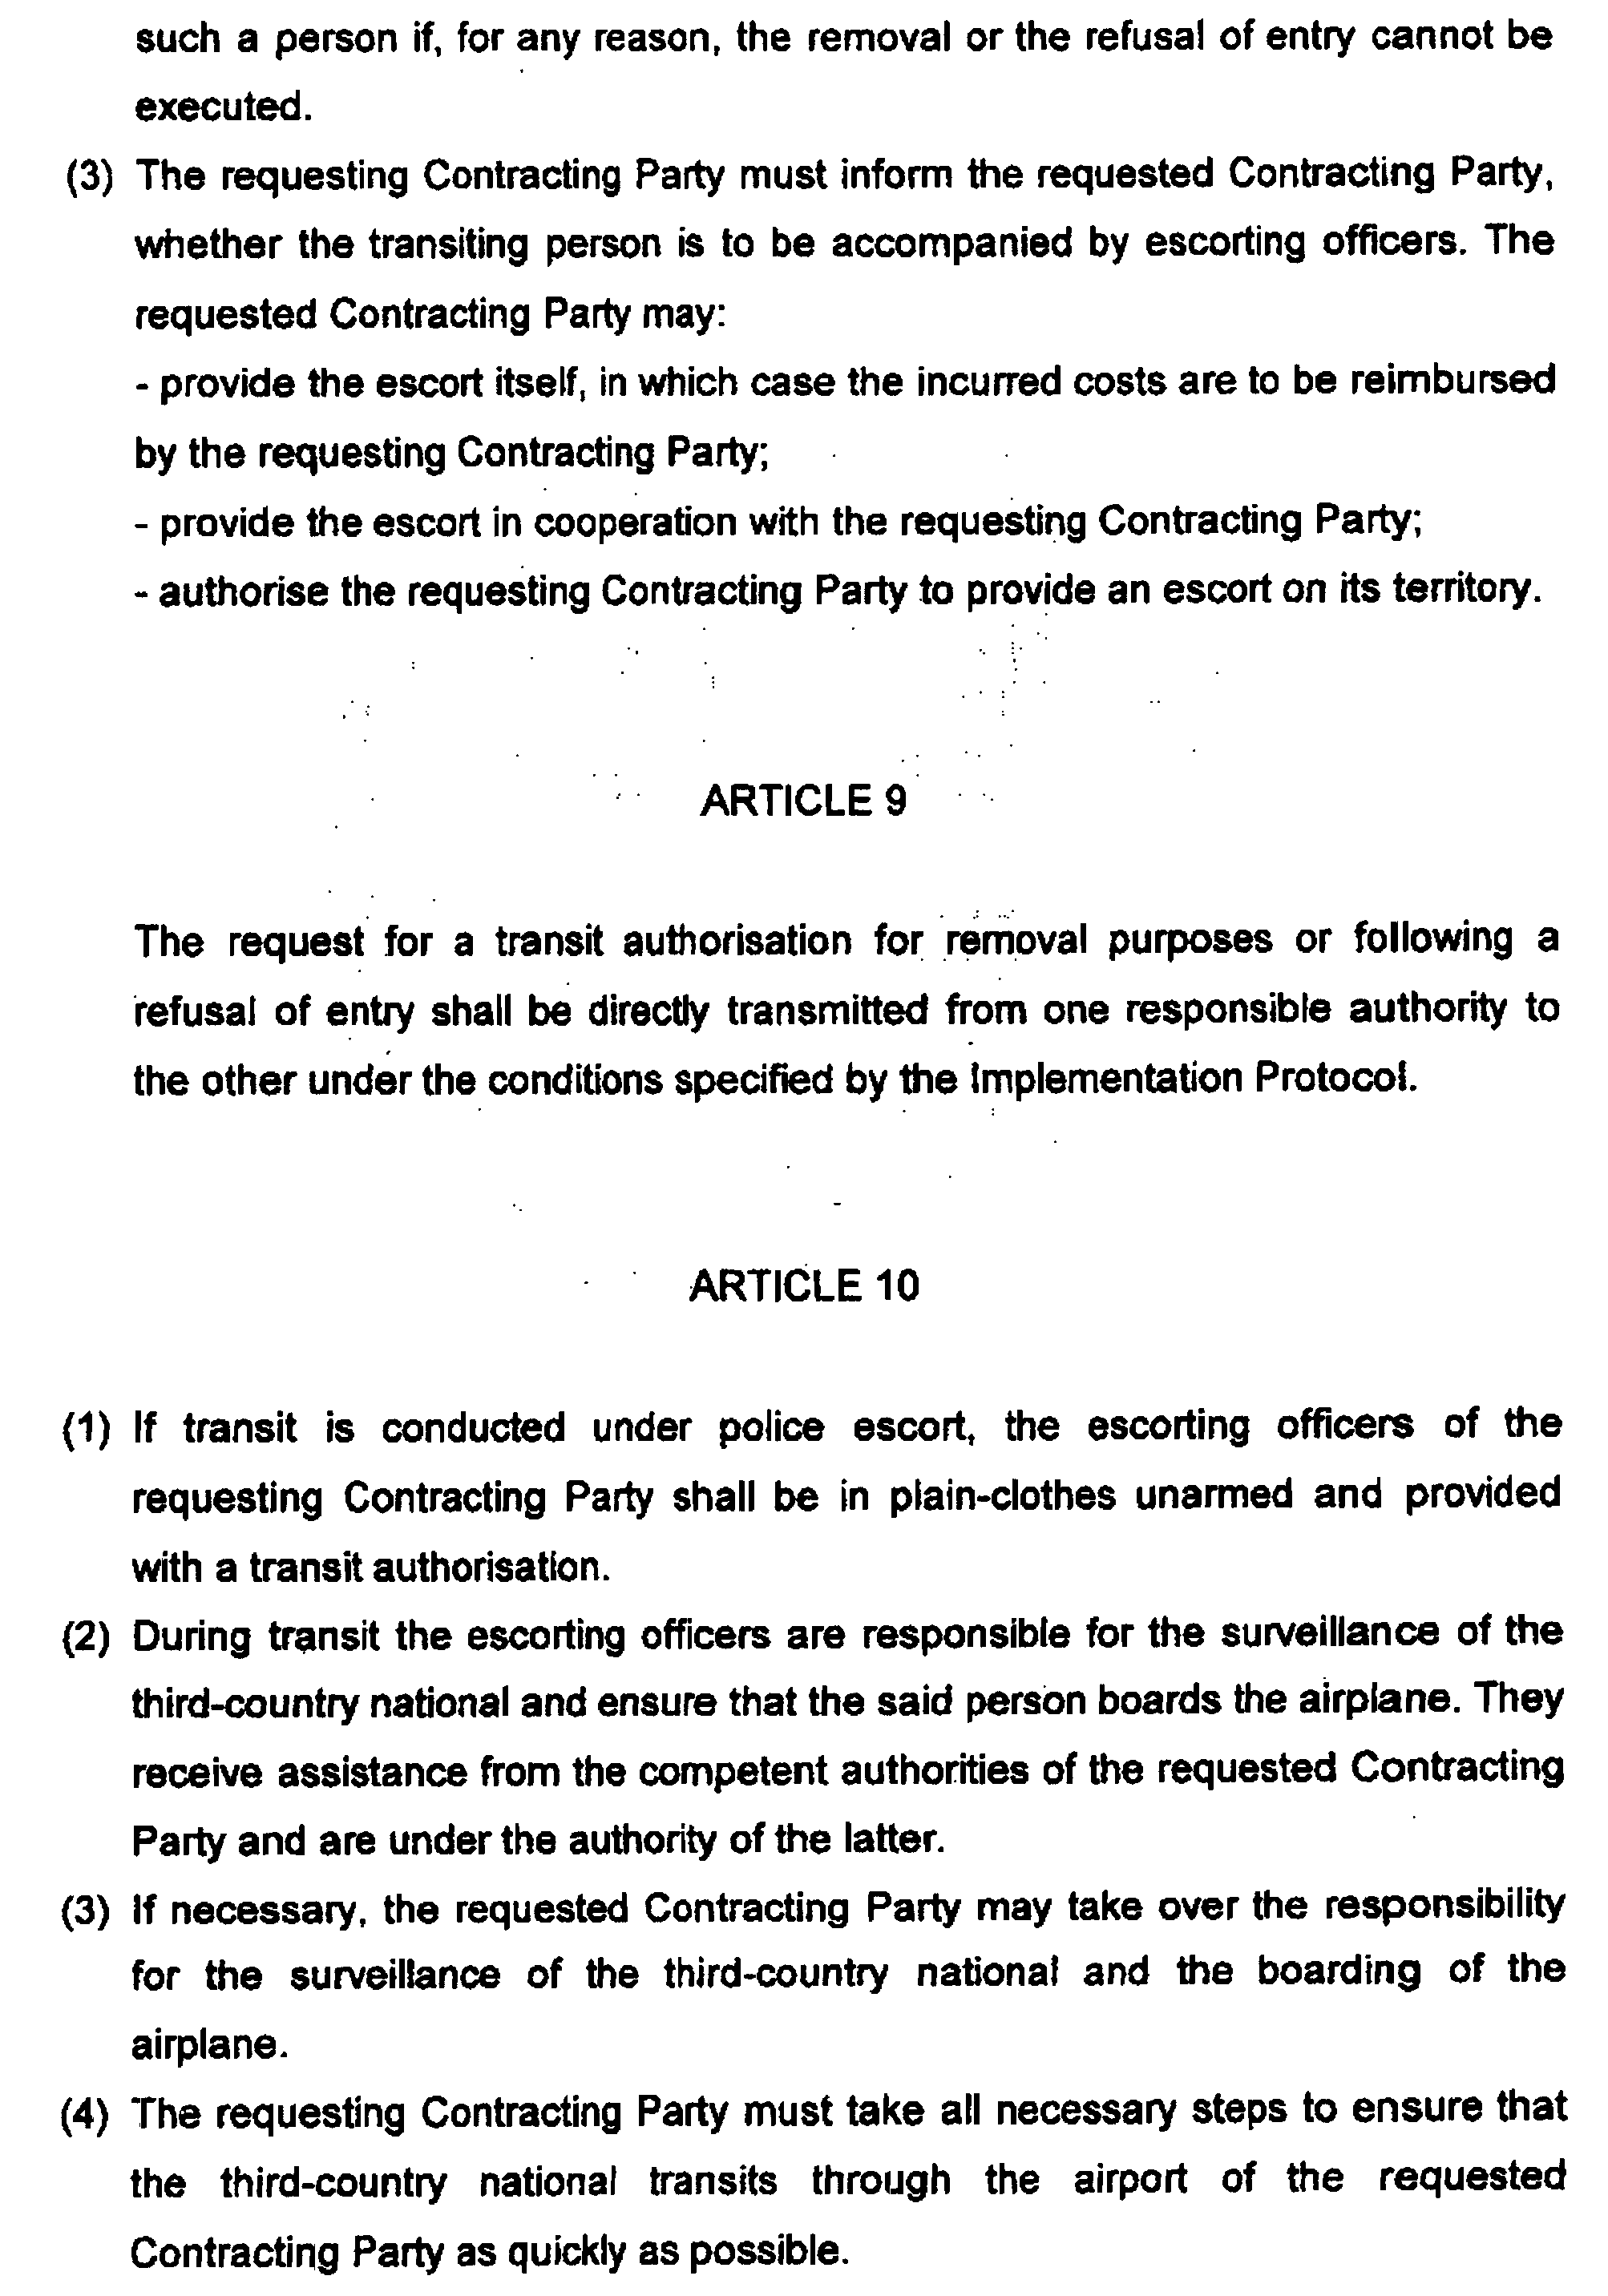 such a person if, for any reason, the removal or the refusal of entry cannot be
executed.
(3) The requesting Contracting Party must inform the requested Contracting Party,
whether the transiting person is to be accompanied by escorting officers. The
requested Contracting Party may:
- provide the escort itself, in which case the incurred costs are to be reimbursed
by the requesting Contracting Party;
- provide the escort in cooperation with the requesting Contracting Party;
- authorise the requesting Contracting Party to provide an escort on its territory.
ARTICLE 9
The request for a transit authorisation for removal purposes or following a
refusal of entry shall be directly transmitted from one responsible authority to
the other under the conditions specified by the Implementation Protocol.
ARTICLE 10
(1) If transit is conducted under police escort, the escorting officers of the
requesting Contracting Party shall be in plain-clothes unarmed and provided
with a transit authorisation.
(2) During transit the escorting officers are responsible for the surveillance of the
third-country national and ensure that the said person boards the airplane. They
receive assistance from the competent authorities of the requested Contracting
Party and are under the authority of the latter.
(3) If necessary, the requested Contracting Party may take over the responsibility
for the surveillance of the third-country national and the boarding of the
airplane.
(4) The requesting Contracting Party must take all necessary steps to ensure that
the third-country national transits through the airport of the requested
Contracting Party as quickly as possible.